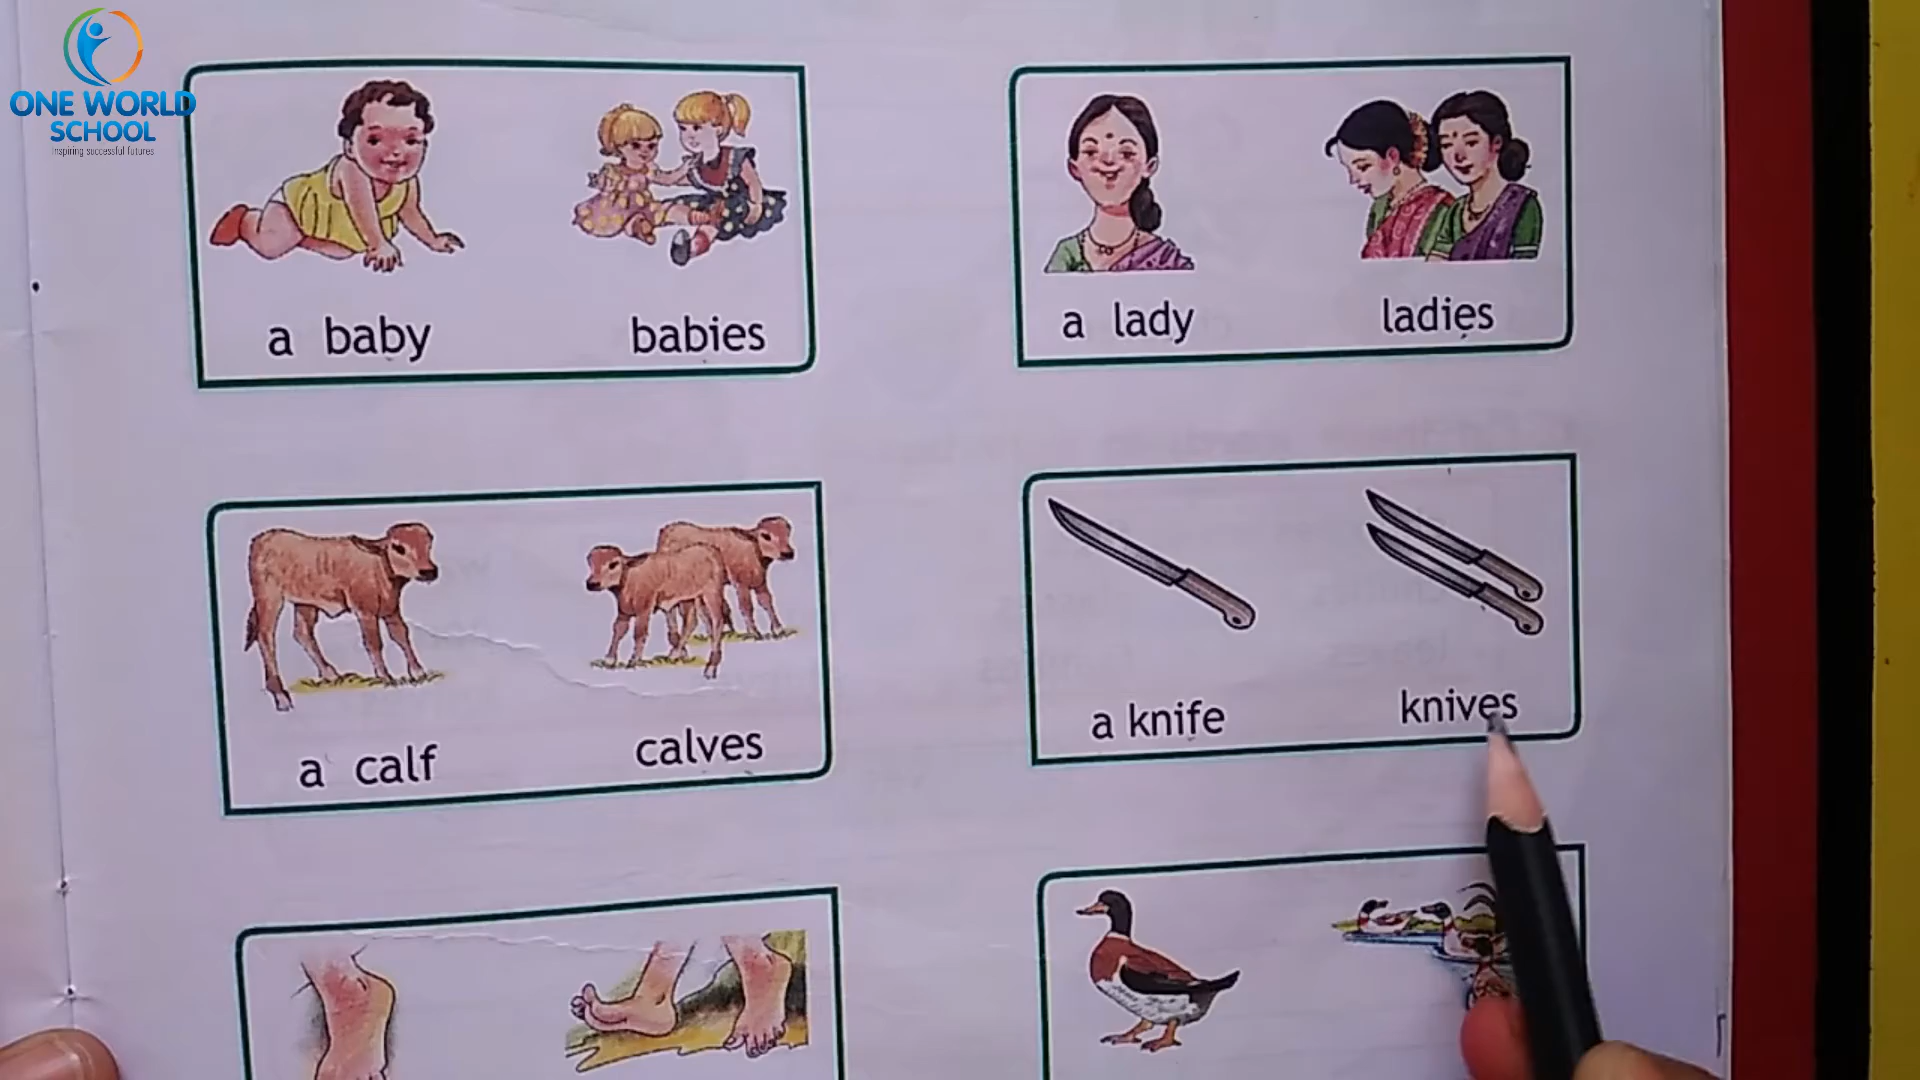 ONE WORLD
SCHOOL
Inspiring successful futures
a baby babies
a lady ladies
a calf calves
a knife knives